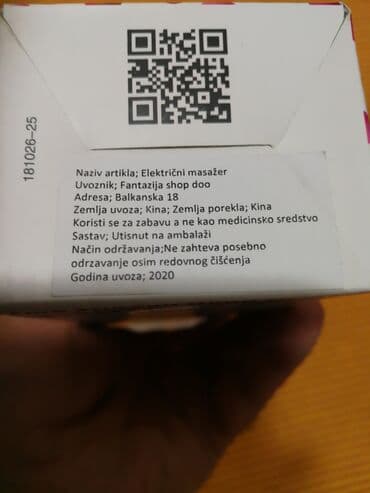 181026-25
Naziv artikla; Električni masažer
Uvoznik; Fantazija shop doo
Adresa; Balkanska 18
Zemlja uvoza; Kina; Zemlja porekla; Kina
Koristi se za zabavu a ne kao medicinsko sredstvo
Sastav; Utisnut na ambalaži
Način održavanja;Ne zahteva posebno
odrzavanje osim redovnog čišćenja
Godina uvoza; 2020